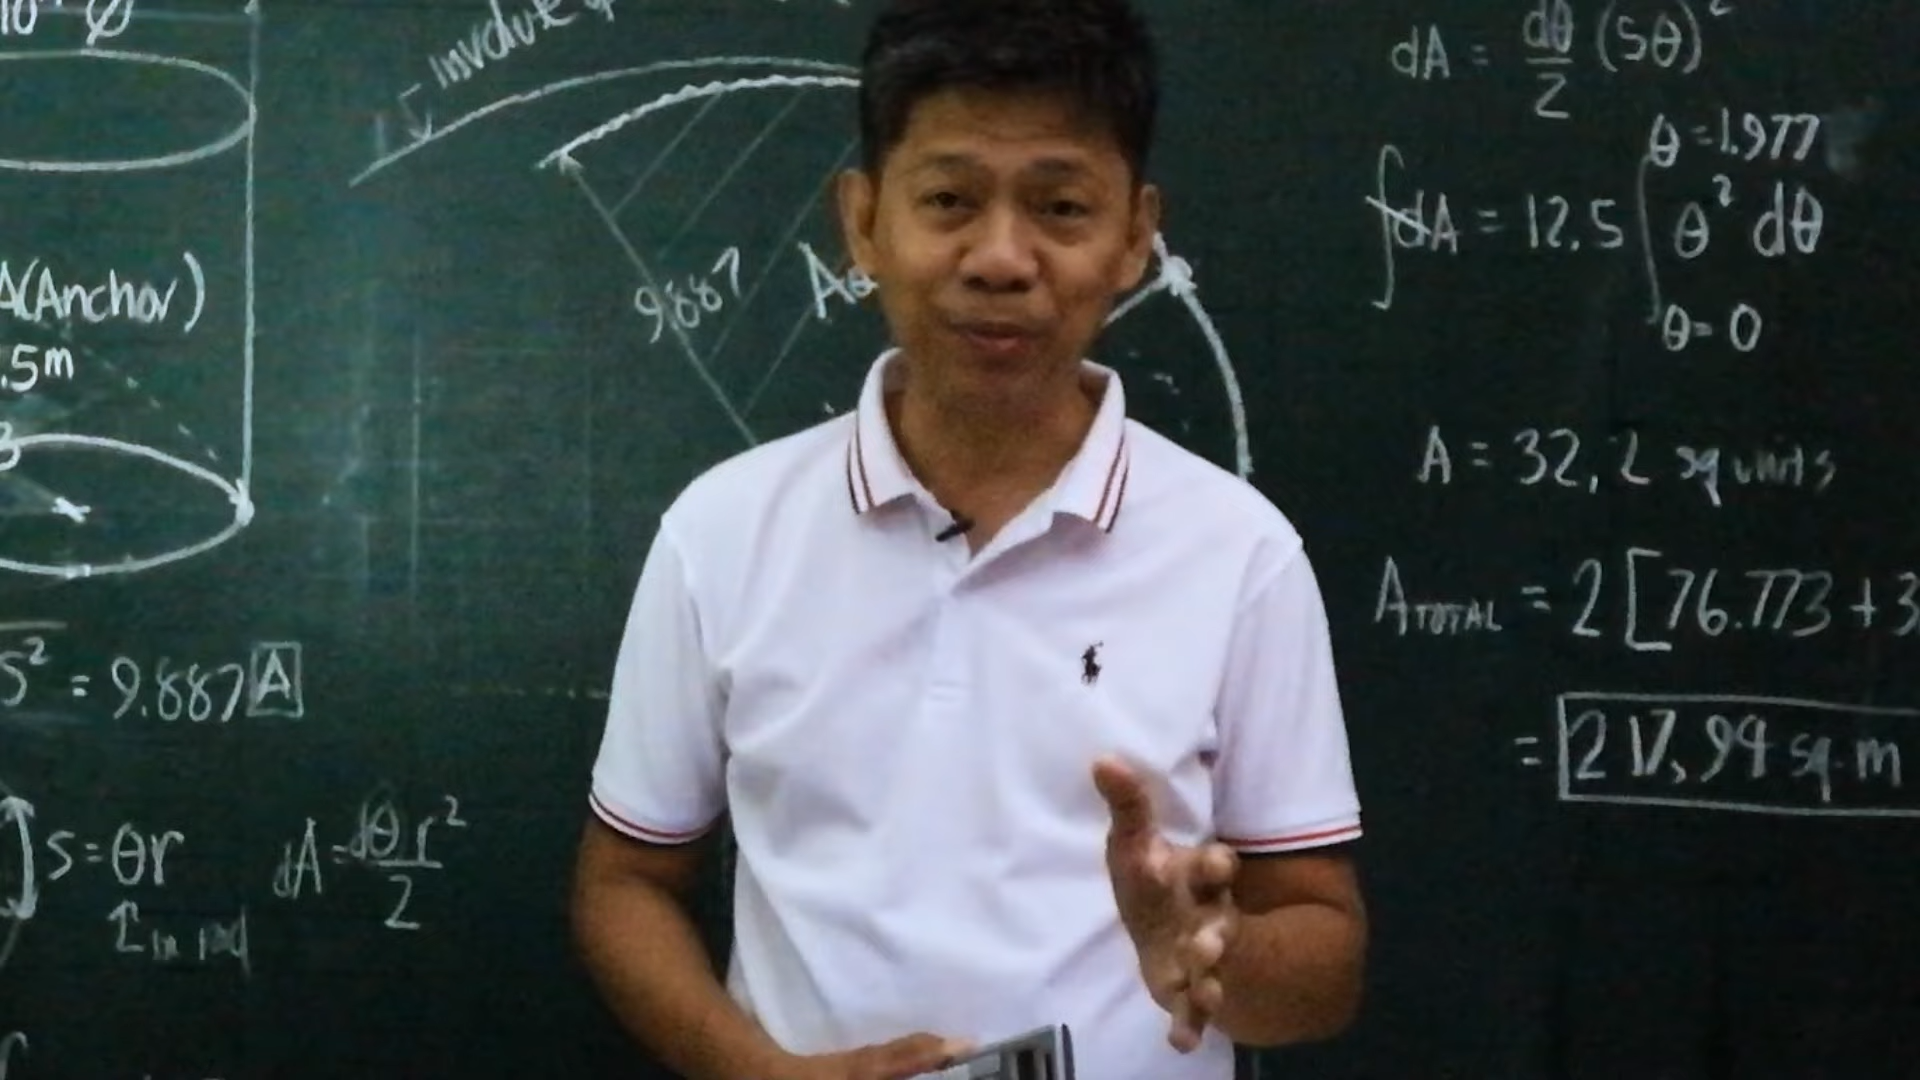 10
involute
A(Anchor)
.5m
9.887
S² = 9.887 A
S=θr
in rad
dA = dθ r² / 2
dA = dθ/2 (5θ)²
θ=1.977
∫dA = 12.5 ∫ θ² dθ
θ=0
A = 32.2 sq units
ATOTAL = 2[76.773 + 3
= 217.94 sq.m